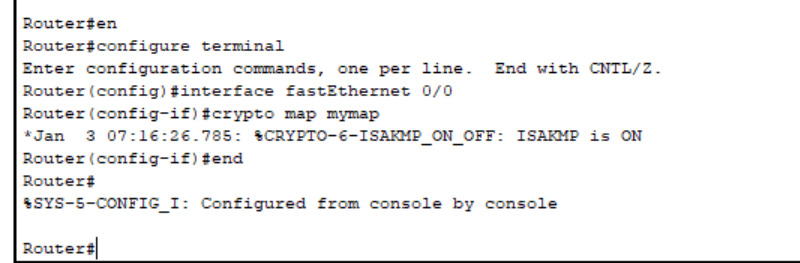 Router#en
Router#configure terminal
Enter configuration commands, one per line.  End with CNTL/Z.
Router(config)#interface fastEthernet 0/0
Router(config-if)#crypto map mymap
*Jan  3 07:16:26.785: %CRYPTO-6-ISAKMP_ON_OFF: ISAKMP is ON
Router(config-if)#end
Router#
%SYS-5-CONFIG_I: Configured from console by console
Router#